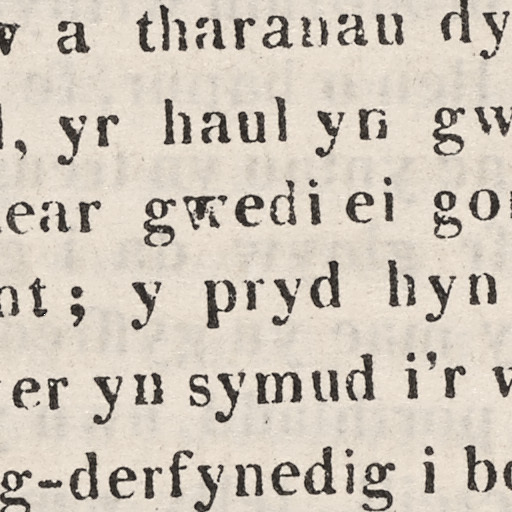 a tharanau dy
, yr haul yn gw
ear gwedi ei go
nt; y pryd hyn
er yn symud i'r
g-derfynedig i